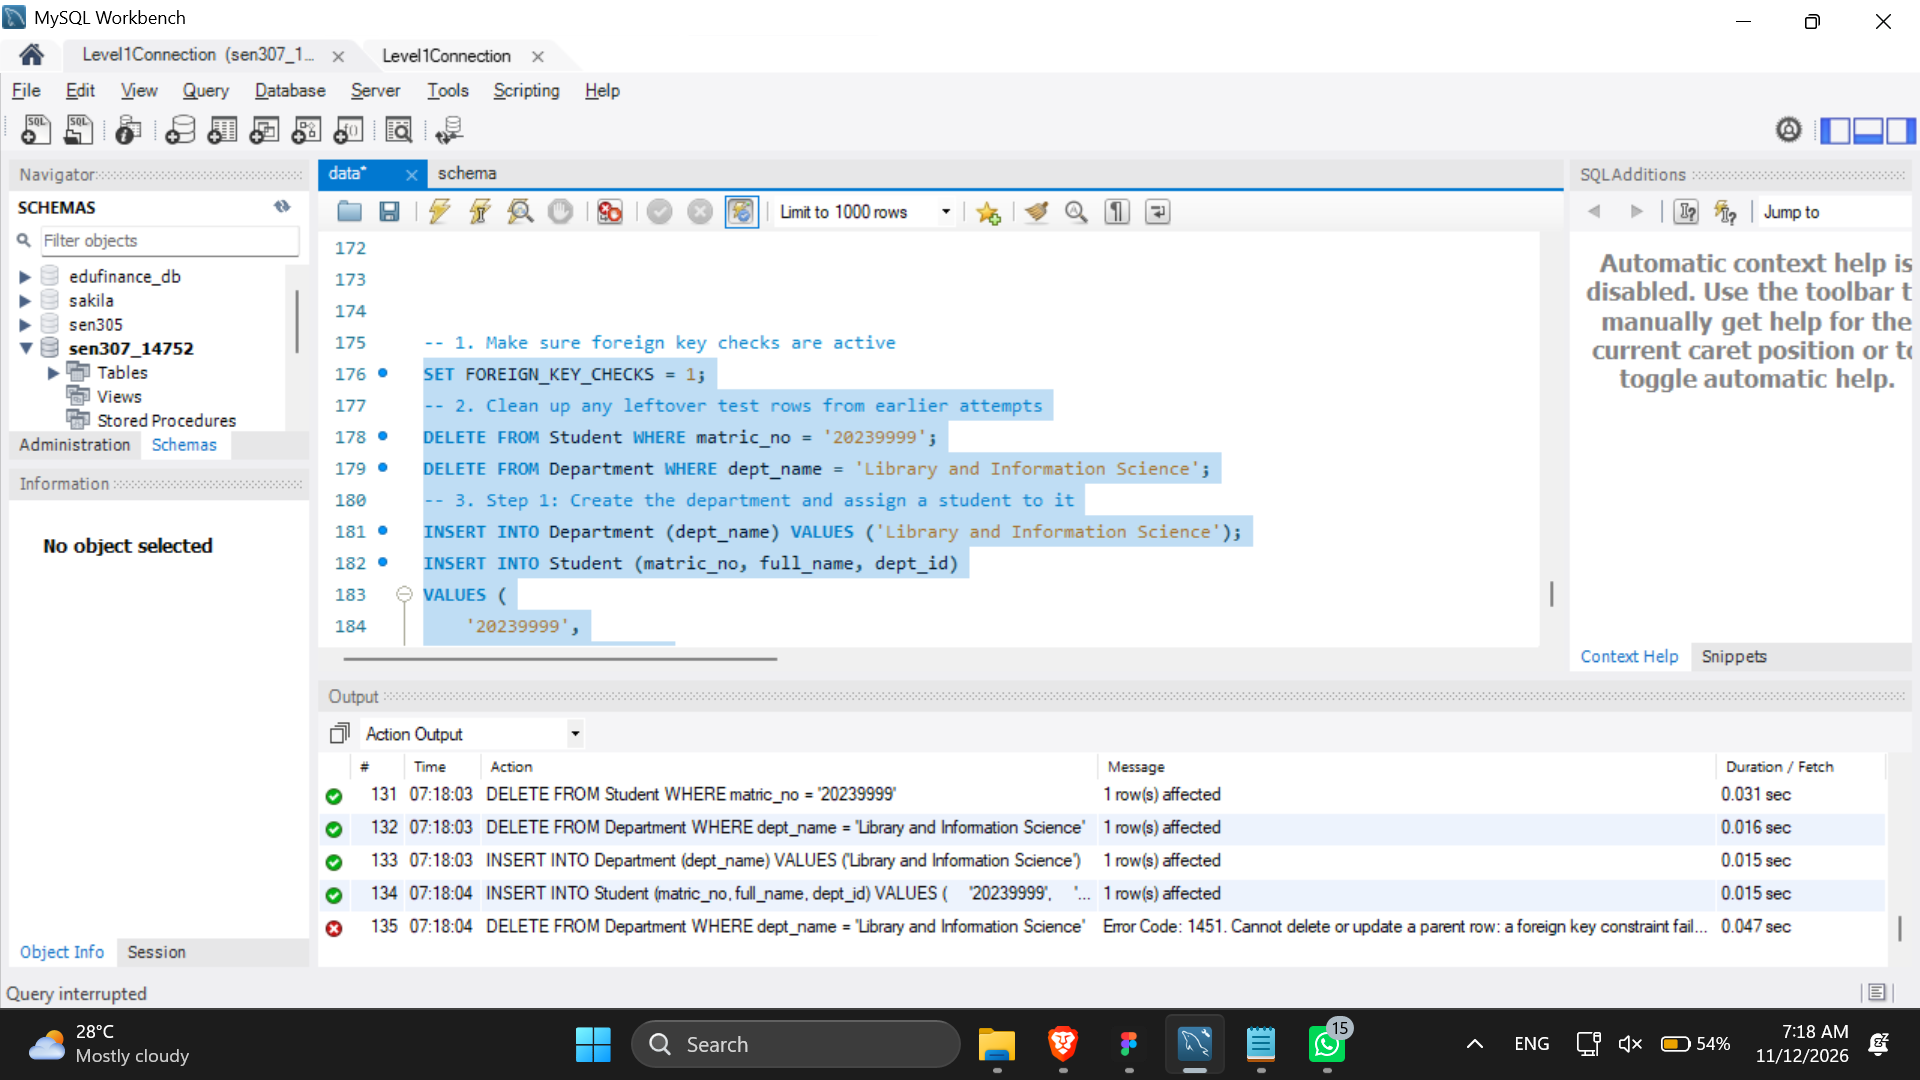 MySQL Workbench
Level1Connection (sen307_1...
Level1Connection
File Edit View Query Database Server Tools Scripting Help
Navigator
data*
schema
SQLAdditions
SCHEMAS
Filter objects
Limit to 1000 rows
Jump to
edufinance_db
sakila
sen305
sen307_14752
Tables
Views
Stored Procedures
Administration Schemas
Information
No object selected
Object Info Session
172
173
174
175 -- 1. Make sure foreign key checks are active
176 SET FOREIGN_KEY_CHECKS = 1;
177 -- 2. Clean up any leftover test rows from earlier attempts
178 DELETE FROM Student WHERE matric_no = '20239999';
179 DELETE FROM Department WHERE dept_name = 'Library and Information Science';
180 -- 3. Step 1: Create the department and assign a student to it
181 INSERT INTO Department (dept_name) VALUES ('Library and Information Science');
182 INSERT INTO Student (matric_no, full_name, dept_id)
183 VALUES (
184 '20239999',
Automatic context help is
disabled. Use the toolbar t
manually get help for the
current caret position or to
toggle automatic help.
Context Help Snippets
Output
Action Output
# Time Action Message Duration / Fetch
131 07:18:03 DELETE FROM Student WHERE matric_no = '20239999' 1 row(s) affected 0.031 sec
132 07:18:03 DELETE FROM Department WHERE dept_name = 'Library and Information Science' 1 row(s) affected 0.016 sec
133 07:18:03 INSERT INTO Department (dept_name) VALUES ('Library and Information Science') 1 row(s) affected 0.015 sec
134 07:18:04 INSERT INTO Student (matric_no, full_name, dept_id) VALUES ( '20239999', '... 1 row(s) affected 0.015 sec
135 07:18:04 DELETE FROM Department WHERE dept_name = 'Library and Information Science' Error Code: 1451. Cannot delete or update a parent row: a foreign key constraint fail... 0.047 sec
Query interrupted
28°C
Mostly cloudy
Search
15
ENG
54%
7:18 AM
11/12/2026